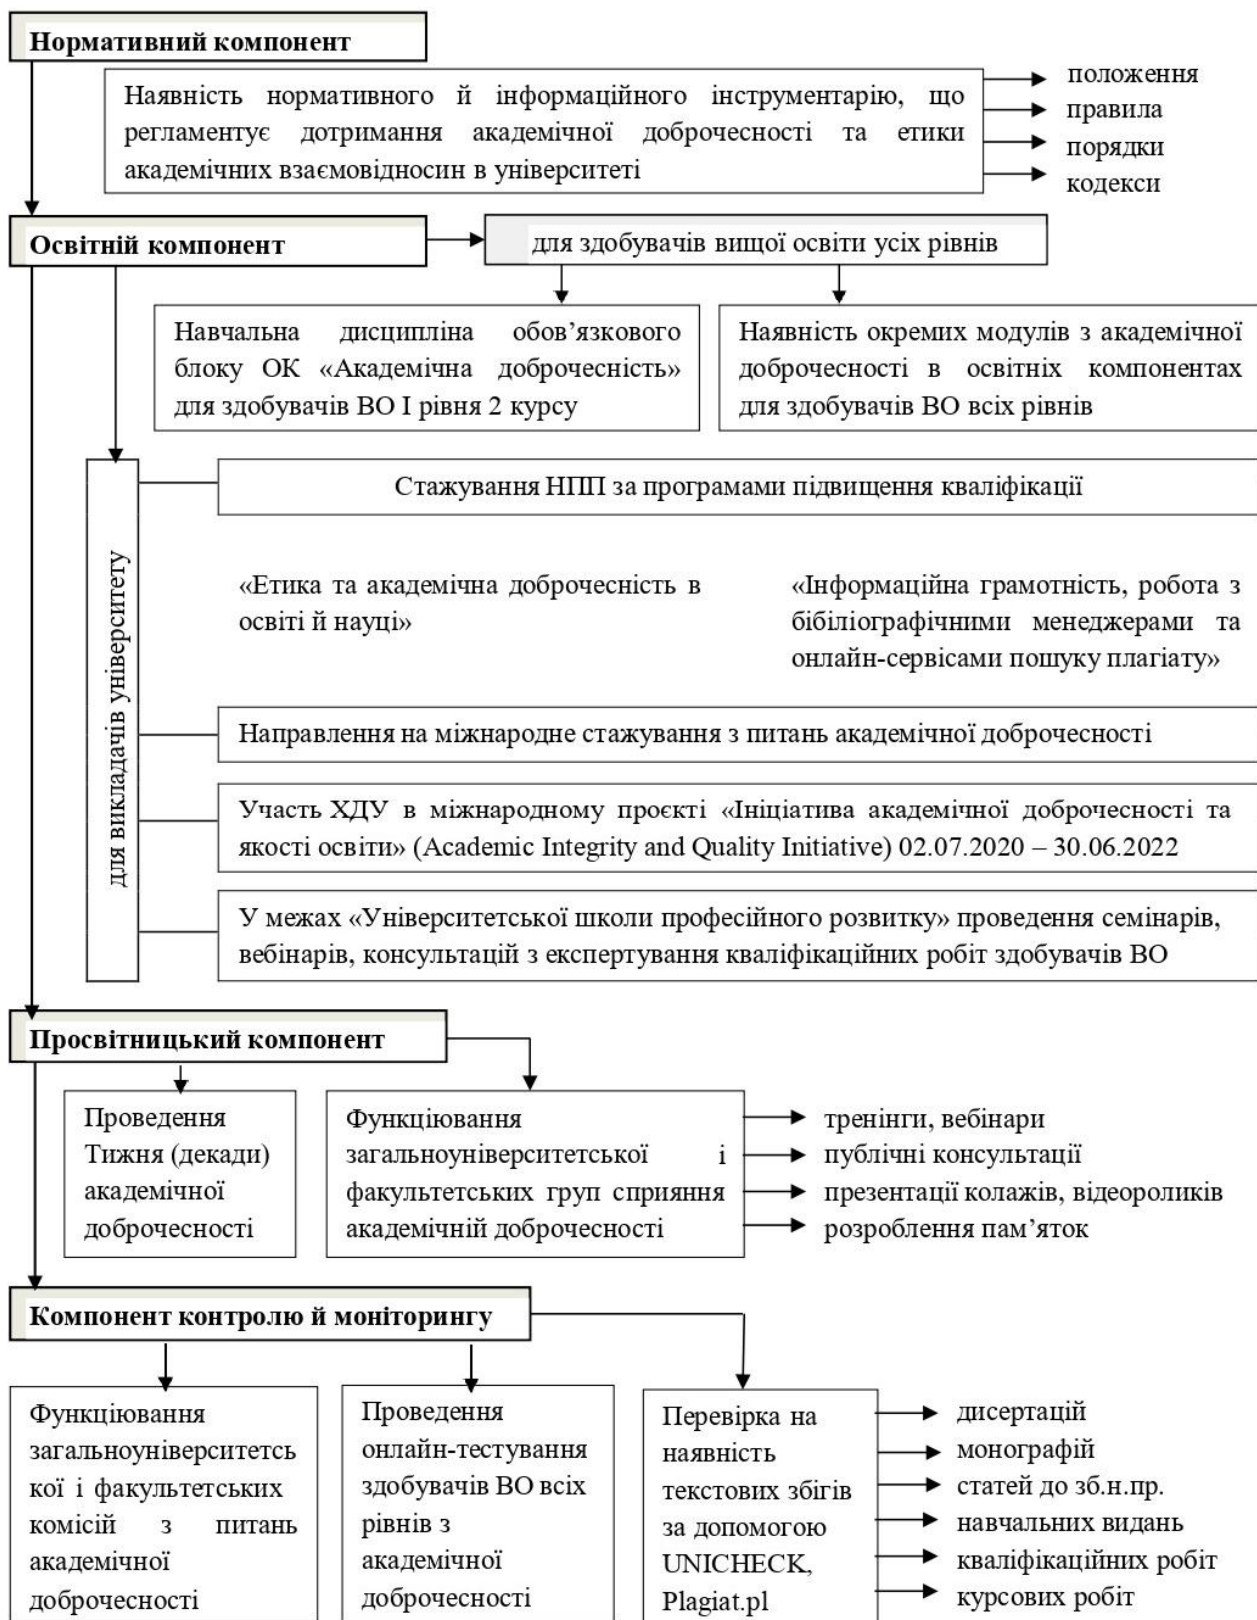 Нормативний компонент
Наявність нормативного й інформаційного інструментарію, що
регламентує дотримання академічної доброчесності та етики
академічних взаємовідносин в університеті
положення
правила
порядки
кодекси
Освітній компонент
для здобувачів вищої освіти усіх рівнів
Навчальна дисципліна обов’язкового
блоку ОК «Академічна доброчесність»
для здобувачів ВО І рівня 2 курсу
Наявність окремих модулів з академічної
доброчесності в освітніх компонентах
для здобувачів ВО всіх рівнів
для викладачів університету
Стажування НПП за програмами підвищення кваліфікації
«Етика та академічна доброчесність в
освіті й науці»
«Інформаційна грамотність, робота з
бібіліографічними менеджерами та
онлайн-сервісами пошуку плагіату»
Направлення на міжнародне стажування з питань академічної доброчесності
Участь ХДУ в міжнародному проєкті «Ініціатива академічної доброчесності та
якості освіти» (Academic Integrity and Quality Initiative) 02.07.2020 – 30.06.2022
У межах «Університетської школи професійного розвитку» проведення семінарів,
вебінарів, консультацій з експертування кваліфікаційних робіт здобувачів ВО
Просвітницький компонент
Проведення
Тижня (декади)
академічної
доброчесності
Функціювання
загальноуніверситетської і
факультетських груп сприяння
академічній доброчесності
тренінги, вебінари
публічні консультації
презентації колажів, відеороликів
розроблення пам’яток
Компонент контролю й моніторингу
Функціювання
загальноуніверситетсь
кої і факультетських
комісій з питань
академічної
доброчесності
Проведення
онлайн-тестування
здобувачів ВО всіх
рівнів з
академічної
доброчесності
Перевірка на
наявність
текстових збігів
за допомогою
UNICHECK,
Plagiat.pl
дисертацій
монографій
статей до зб.н.пр.
навчальних видань
кваліфікаційних робіт
курсових робіт